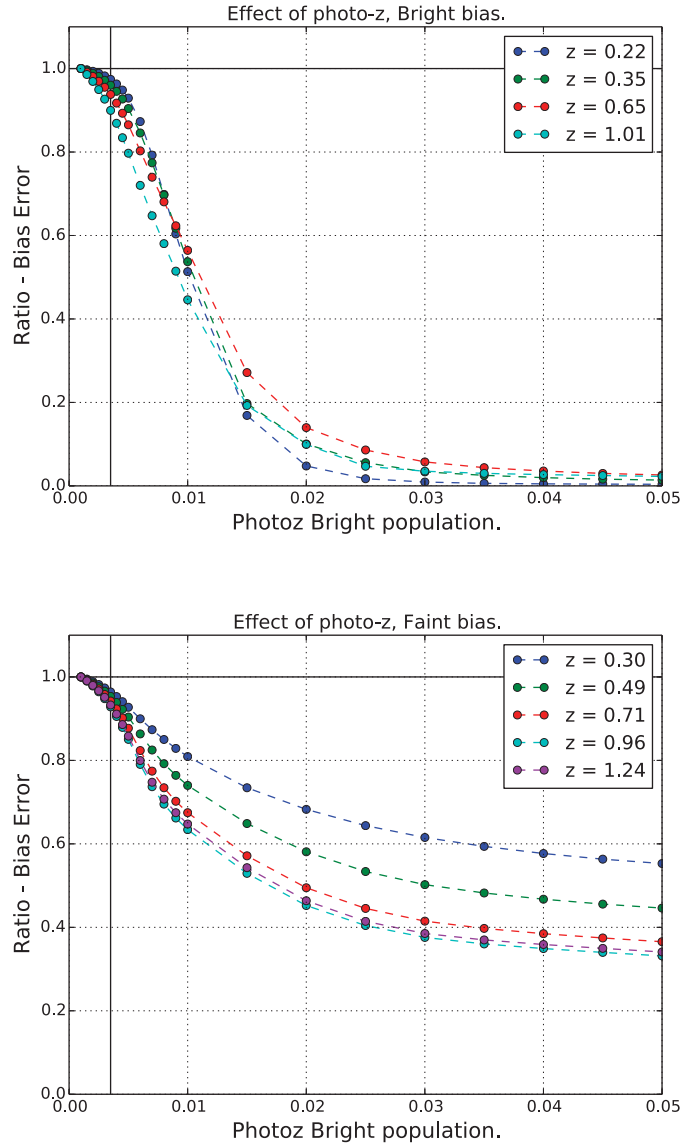 Effect of photo-z, Bright bias.
z = 0.22
z = 0.35
z = 0.65
z = 1.01
1.0
0.8
0.6
0.4
0.2
0.0
Ratio - Bias Error
0.00 0.01 0.02 0.03 0.04 0.05
Photoz Bright population.
Effect of photo-z, Faint bias.
z = 0.30
z = 0.49
z = 0.71
z = 0.96
z = 1.24
1.0
0.8
0.6
0.4
0.2
0.0
Ratio - Bias Error
0.00 0.01 0.02 0.03 0.04 0.05
Photoz Bright population.